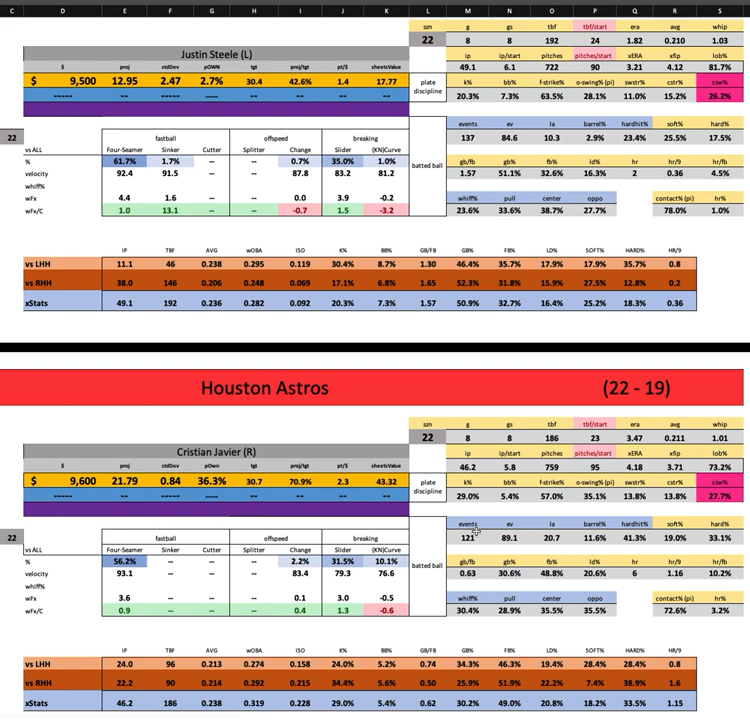 C D E F G H I J K L M N O P Q R S
szn g gs tbf tbf/start era avg whip
22 8 8 192 24 1.82 0.210 1.03
Justin Steele (L) ip ip/start pitches pitches/start xERA xfip lob%
49.1 6.1 722 90 3.21 4.12 81.7%
$ proj stdDev pOWN tgt proj/tgt pt/$ sheetsValue
$ 9,500 12.95 2.47 2.7% 30.4 42.6% 1.4 17.77
plate discipline k% bb% f-strike% o-swing% (pi) swstr% cstr% csw%
20.3% 7.3% 63.5% 28.1% 11.0% 15.2% 26.2%
----- -- ----- ---- -- -- -- --
events ev la barrel% hardhit% soft% hard%
22 fastball offspeed breaking 137 84.6 10.3 2.9% 23.4% 25.5% 17.5%
vs ALL Four-Seamer Sinker Cutter Splitter Change Slider (KN)Curve
% 61.7% 1.7% -- -- 0.7% 35.0% 1.0%
batted ball gb/fb gb% fb% ld% hr hr/9 hr/fb
velocity 92.4 91.5 -- -- 87.8 83.2 81.2 1.57 51.1% 32.6% 16.3% 2 0.36 4.5%
whiff%
wFx 4.4 1.6 -- -- 0.0 3.9 -0.2 whiff% pull center oppo contact% (pi) hr%
wFx/C 1.0 13.1 -- -- -0.7 1.5 -3.2 23.6% 33.6% 38.7% 27.7% 78.0% 1.0%
IP TBF AVG wOBA ISO K% BB% GB/FB GB% FB% LD% SOFT% HARD% HR/9
vs LHH 11.1 46 0.238 0.295 0.119 30.4% 8.7% 1.30 46.4% 35.7% 17.9% 17.9% 35.7% 0.8
vs RHH 38.0 146 0.206 0.248 0.069 17.1% 6.8% 1.65 52.3% 31.8% 15.9% 27.5% 12.8% 0.2
xStats 49.1 192 0.236 0.282 0.092 20.3% 7.3% 1.57 50.9% 32.7% 16.4% 25.2% 18.3% 0.36
Houston Astros (22 - 19)
szn g gs tbf tbf/start era avg whip
22 8 8 186 23 3.47 0.211 1.01
Cristian Javier (R) ip ip/start pitches pitches/start xERA xfip lob%
46.2 5.8 759 95 4.18 3.71 73.2%
$ proj stdDev pOwn tgt proj/tgt pt/$ sheetsValue
$ 9,600 21.79 0.84 36.3% 30.7 70.9% 2.3 43.32
plate discipline k% bb% f-strike% o-swing% (pi) swstr% cstr% csw%
29.0% 5.4% 57.0% 35.1% 13.8% 13.8% 27.7%
----- -- ----- ---- -- -- -- --
events ev la barrel% hardhit% soft% hard%
22 fastball offspeed breaking 121 89.1 20.7 11.6% 41.3% 19.0% 33.1%
vs ALL Four-Seamer Sinker Cutter Splitter Change Slider (KN)Curve
% 56.2% -- -- -- 2.2% 31.5% 10.1%
batted ball gb/fb gb% fb% ld% hr hr/9 hr/fb
velocity 93.1 -- -- -- 83.4 79.3 76.6 0.63 30.6% 48.8% 20.6% 6 1.16 10.2%
whiff%
wFx 3.6 -- -- -- 0.1 3.0 -0.5 whiff% pull center oppo contact% (pi) hr%
wFx/C 0.9 -- -- -- 0.4 1.3 -0.6 30.4% 28.9% 35.5% 35.5% 72.6% 3.2%
IP TBF AVG wOBA ISO K% BB% GB/FB GB% FB% LD% SOFT% HARD% HR/9
vs LHH 24.0 96 0.213 0.274 0.158 24.0% 5.2% 0.74 34.3% 46.3% 19.4% 28.4% 28.4% 0.8
vs RHH 22.2 90 0.214 0.292 0.215 34.4% 5.6% 0.50 25.9% 51.9% 22.2% 7.4% 38.9% 1.6
xStats 46.2 186 0.238 0.319 0.228 29.0% 5.4% 0.62 30.2% 49.0% 20.8% 18.2% 33.5% 1.15